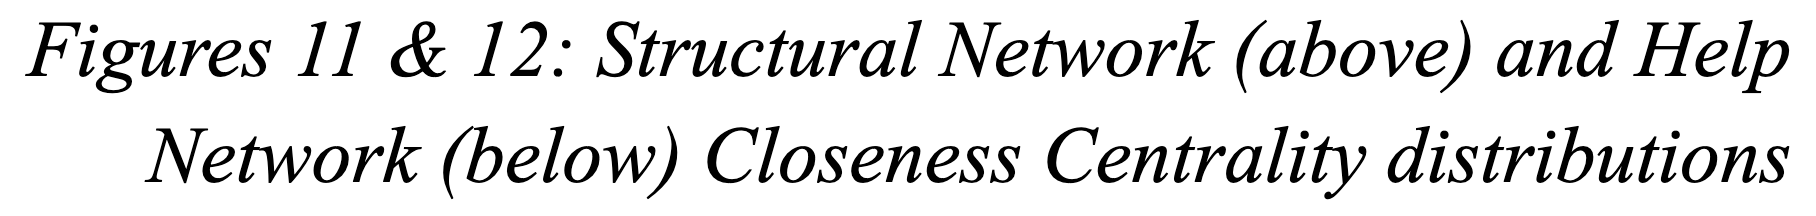 Figures 11 & 12: Structural Network (above) and Help
Network (below) Closeness Centrality distributions